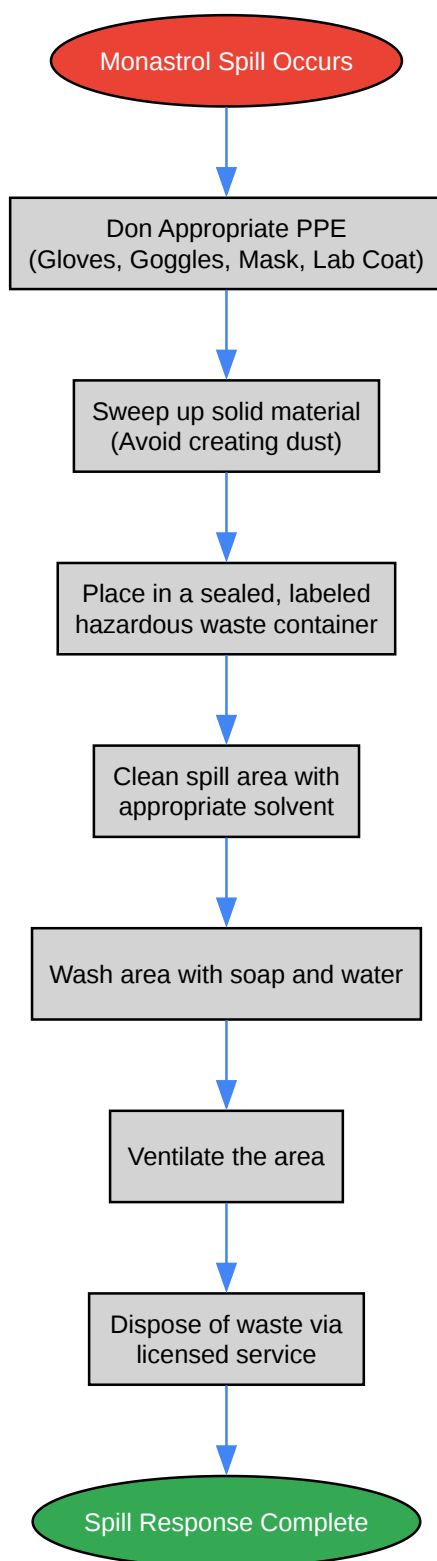 Monastrol Spill Occurs
Don Appropriate PPE
(Gloves, Goggles, Mask, Lab Coat)
Sweep up solid material
(Avoid creating dust)
Place in a sealed, labeled
hazardous waste container
Clean spill area with
appropriate solvent
Wash area with soap and water
Ventilate the area
Dispose of waste via
licensed service
Spill Response Complete